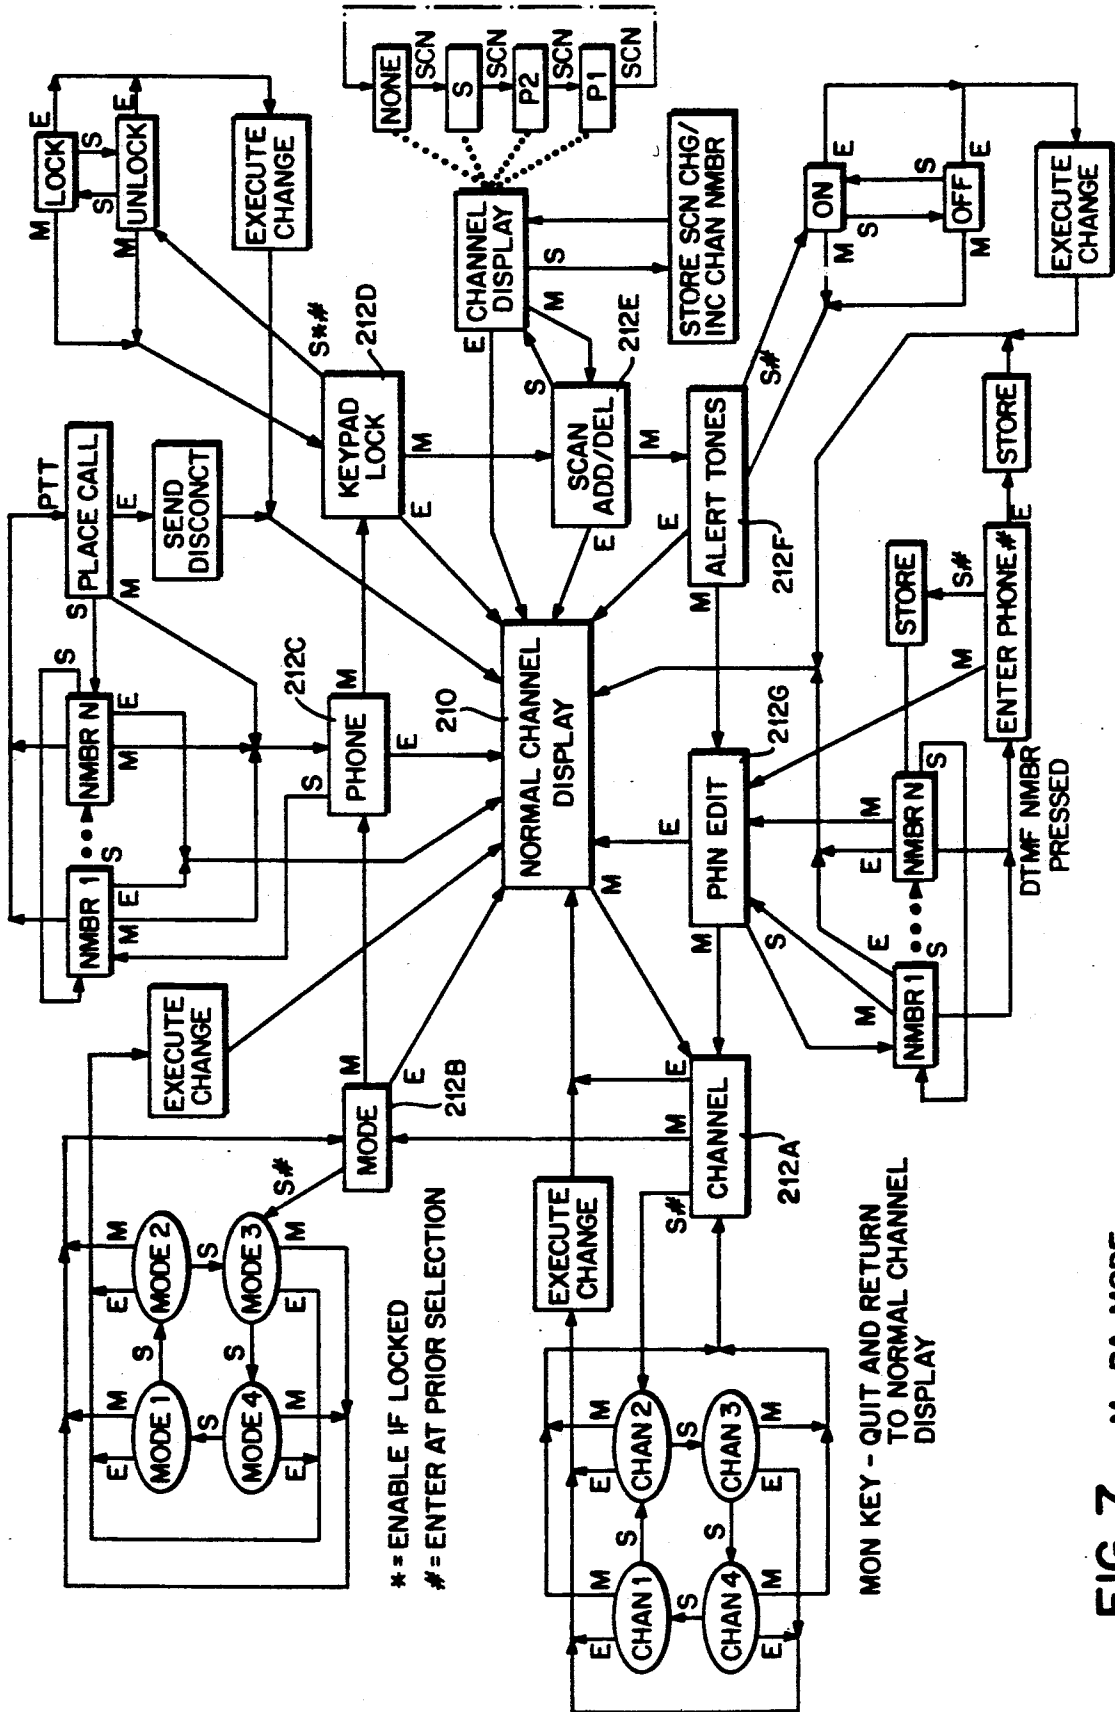 EXECUTE
CHANGE
E
M
E
M
MODE 1
S
MODE 2
S
S
MODE 4
S
MODE 3
E
M
E
M
S#
MODE
212B
M
E
* = ENABLE IF LOCKED
# = ENTER AT PRIOR SELECTION
NMBR 1
S
E
M
NMBR N
S
E
M
S
PLACE CALL
PTT
M
E
SEND
DISCONCT
S
PHONE
212C
M
E
M
LOCK
E
S
S
M
UNLOCK
E
EXECUTE
CHANGE
S*#
KEYPAD
LOCK
212D
E
M
EXECUTE
CHANGE
E
M
E
M
CHAN 1
S
CHAN 2
S
S
CHAN 4
S
CHAN 3
E
M
E
M
S#
M
E
CHANNEL
212A
NORMAL CHANNEL
DISPLAY
210
M
E
CHANNEL
DISPLAY
S
M
NONE
SCN
S
SCN
P2
SCN
P1
SCN
STORE SCN CHG/
INC CHAN NMBR
S
SCAN
ADD/DEL
212E
E
M
E
M
ALERT TONES
212F
S#
ON
E
M
S
S
OFF
M
E
EXECUTE
CHANGE
E
M
PHN EDIT
212G
S
M
E
NMBR 1
S
E
M
NMBR N
S
DTMF NMBR
PRESSED
STORE
S#
M
ENTER PHONE #
E
STORE
MON KEY - QUIT AND RETURN
TO NORMAL CHANNEL
DISPLAY